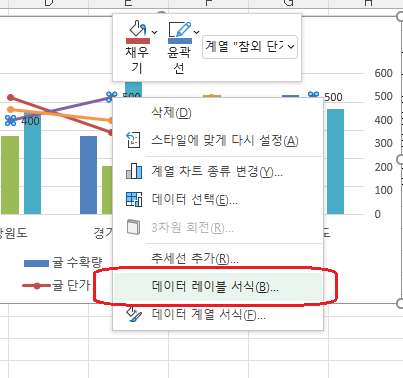 E
F
G
H
채우기
윤곽선
계열 "참외 단가
삭제(D)
스타일에 맞게 다시 설정(A)
계열 차트 종류 변경(Y)...
데이터 선택(E)...
3차원 회전(R)...
추세선 추가(R)...
데이터 레이블 서식(B)...
데이터 계열 서식(F)...
400
500
500
600
500
400
300
200
100
0
강원도
경기
도
귤 수확량
귤 단가